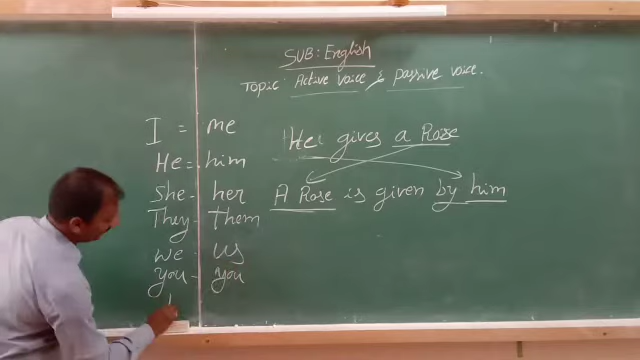 SUB: English
Topic: Active voice & passive voice.
I = me
He = him
She - her
They - Them
we - us
you - you
He gives a Rose
A Rose is given by him